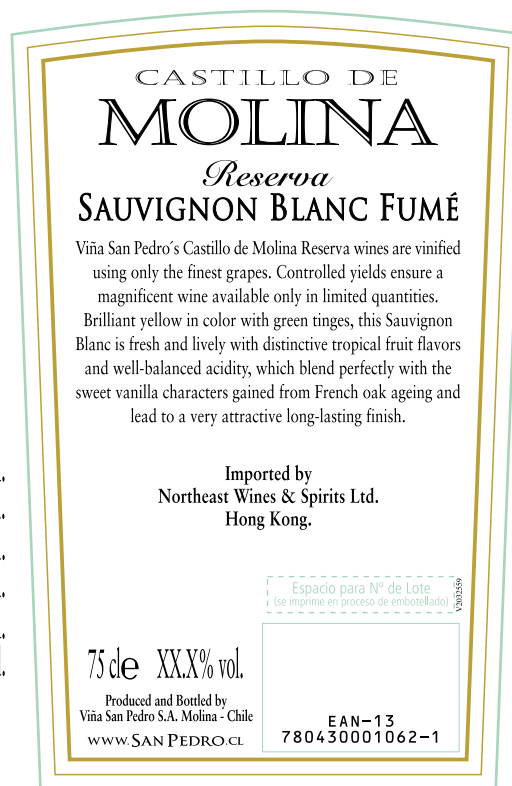 CASTILLO DE
MOLINA
Reserva
SAUVIGNON BLANC FUMÉ
Viña San Pedro´s Castillo de Molina Reserva wines are vinified
using only the finest grapes. Controlled yields ensure a
magnificent wine available only in limited quantities.
Brilliant yellow in color with green tinges, this Sauvignon
Blanc is fresh and lively with distinctive tropical fruit flavors
and well-balanced acidity, which blend perfectly with the
sweet vanilla characters gained from French oak ageing and
lead to a very attractive long-lasting finish.
Imported by
Northeast Wines & Spirits Ltd.
Hong Kong.
Espacio para Nº de Lote
(se imprime en proceso de embotellado)
V2032559
75 cl e XX.X% vol.
Produced and Bottled by
Viña San Pedro S.A. Molina - Chile
WWW.SAN PEDRO.CL
EAN-13
780430001062-1